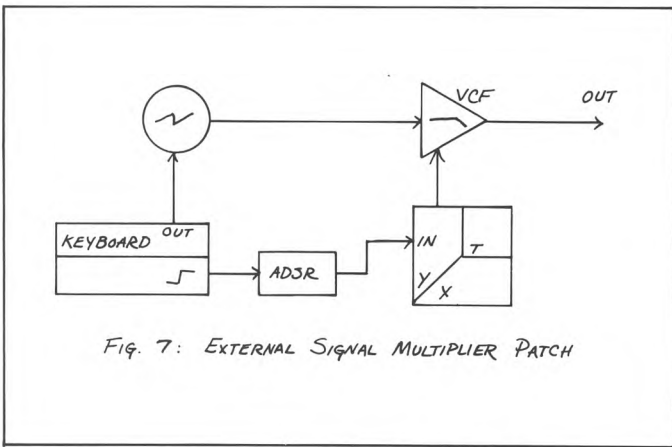 VCF
OUT
OUT
KEYBOARD
ADSR
IN
T
Y
X
FIG. 7: EXTERNAL SIGNAL MULTIPLIER PATCH